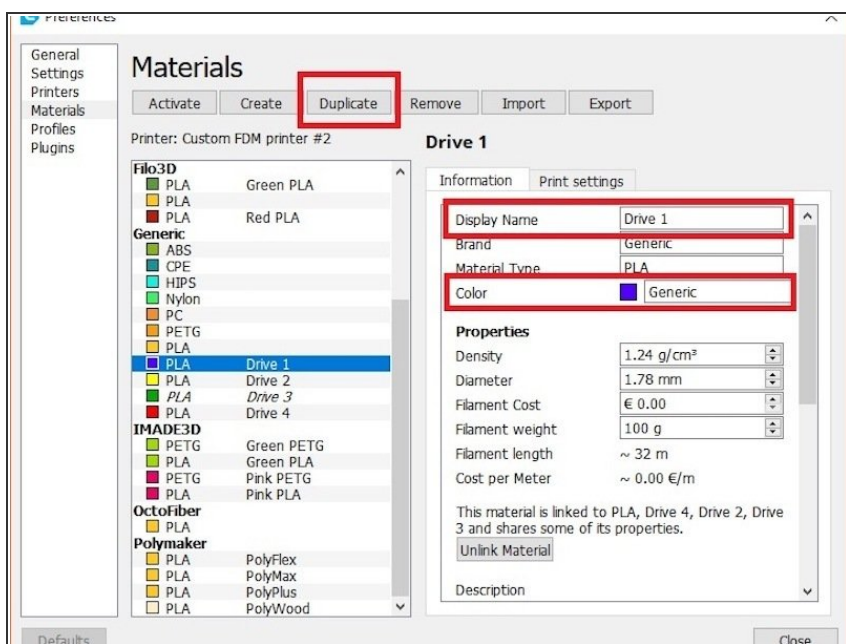 Preferences
General
Settings
Printers
Materials
Profiles
Plugins
Materials
Activate Create Duplicate Remove Import Export
Printer: Custom FDM printer #2
Filo3D
PLA Green PLA
PLA
PLA Red PLA
Generic
ABS
CPE
HIPS
Nylon
PC
PETG
PLA
PLA Drive 1
PLA Drive 2
PLA Drive 3
PLA Drive 4
IMADE3D
PETG Green PETG
PLA Green PLA
PETG Pink PETG
PLA Pink PLA
OctoFiber
PLA
Polymaker
PLA PolyFlex
PLA PolyMax
PLA PolyPlus
PLA PolyWood
Drive 1
Information Print settings
Display Name Drive 1
Brand Generic
Material Type PLA
Color Generic
Properties
Density 1.24 g/cm³
Diameter 1.78 mm
Filament Cost € 0.00
Filament weight 100 g
Filament length ~ 32 m
Cost per Meter ~ 0.00 €/m
This material is linked to PLA, Drive 4, Drive 2, Drive
3 and shares some of its properties.
Unlink Material
Description
Defaults Close